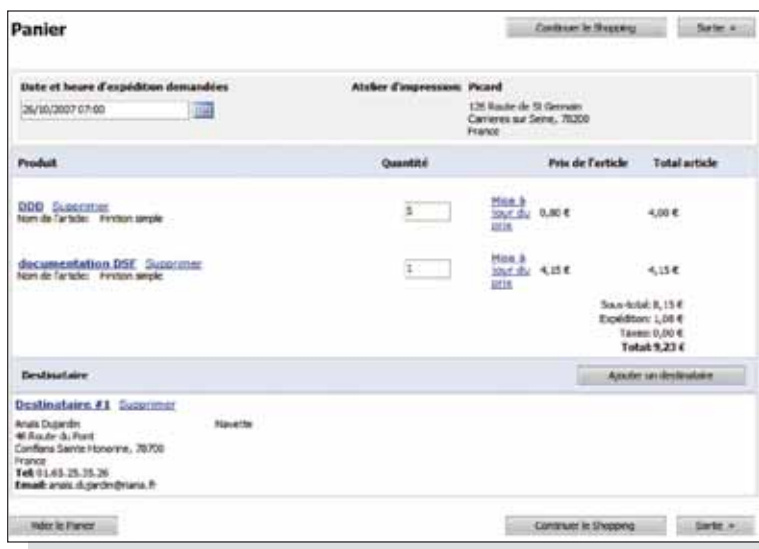 Panier
Continuer le Shopping
Sortie »
Date et heure d'expédition demandées
Atelier d'impression: Picard
26/10/2007 07:00
126 Route de St Germain
Carrieres sur Seine, 78200
France
Produit Quantité Prix de l'article Total article
DDD Supprimer
Nom de l'article: Finition simple
5
Mise à jour du prix
0,80 € 4,00 €
documentation DSF Supprimer
Nom de l'article: Finition simple
1
Mise à jour du prix
4,15 € 4,15 €
Sous-total: 8,15 €
Expédition: 1,08 €
Taxes: 0,00 €
Total: 9,23 €
Destinataire
Ajouter un destinataire
Destinataire #1 Supprimer
Anais Dujardin Navette
Route du Pont
Conflans Sainte Honorine, 78700
France
Tel: 01.65.25.35.26
Email: anais.dujardin@nana.fr
Vider le Panier
Continuer le Shopping
Sortie »